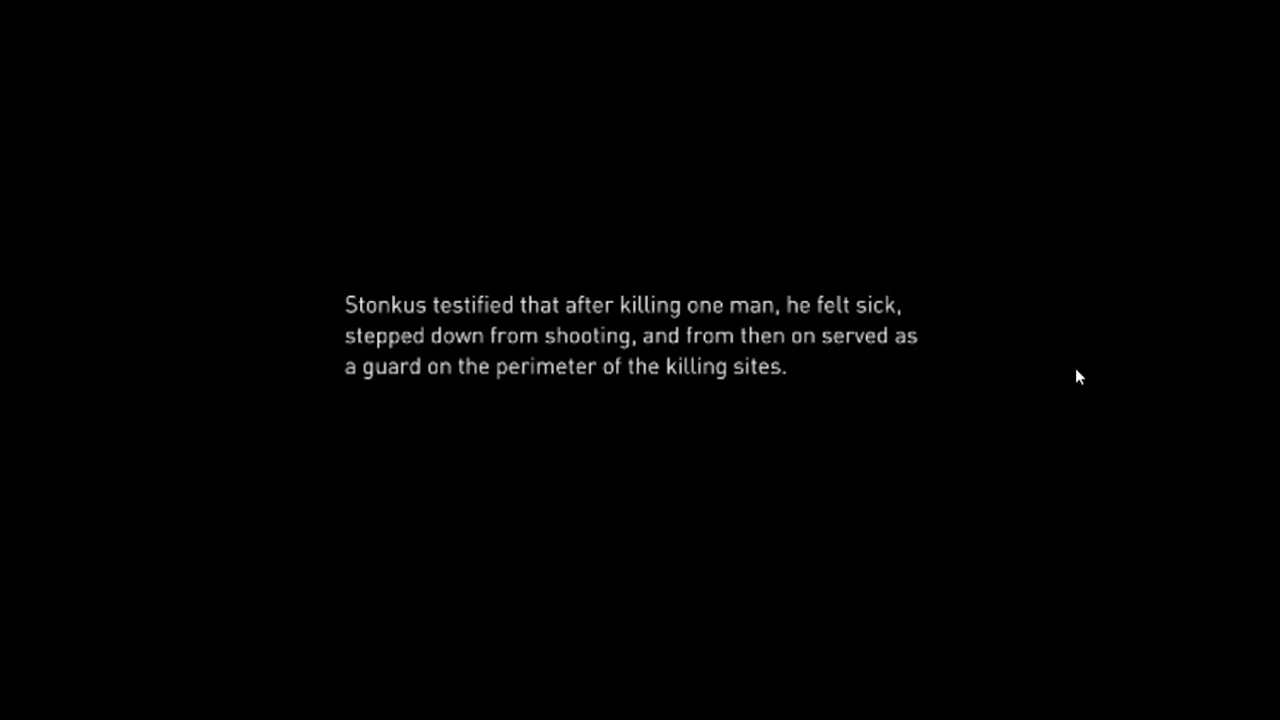 Stonkus testified that after killing one man, he felt sick,
stepped down from shooting, and from then on served as
a guard on the perimeter of the killing sites.